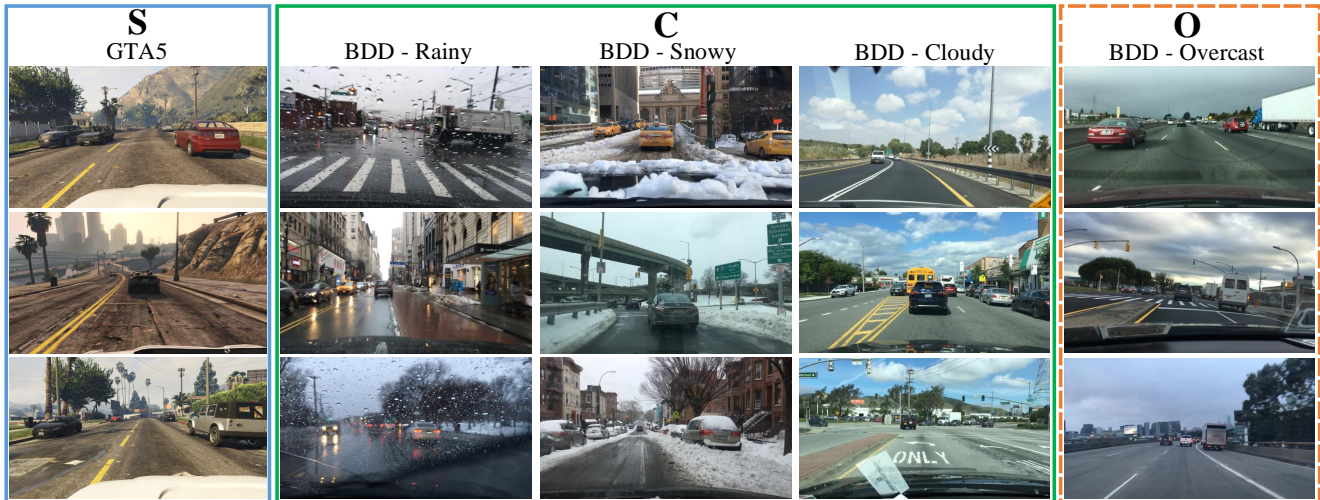 S
GTA5
C
BDD - Rainy
BDD - Snowy
BDD - Cloudy
O
BDD - Overcast
ONLY